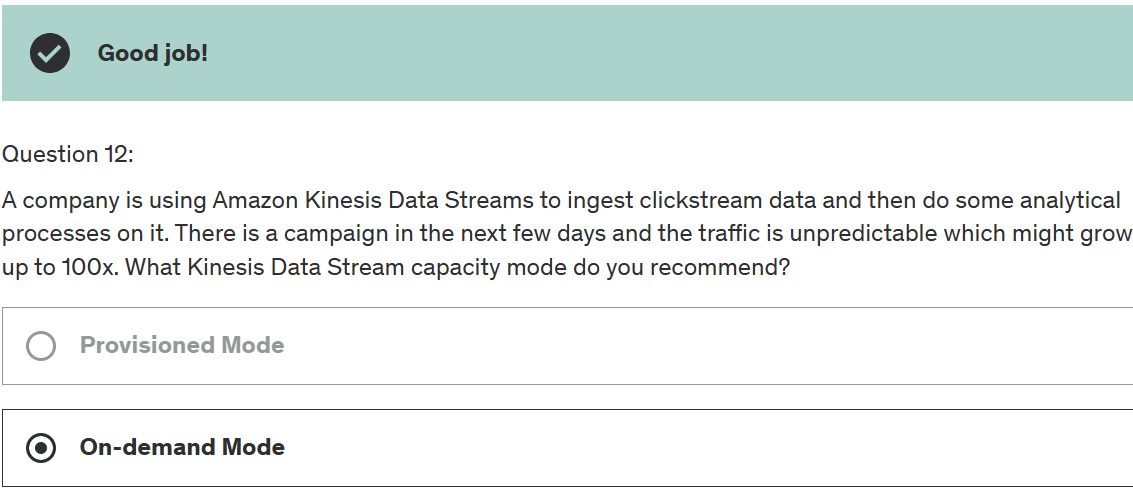 Good job!
Question 12:
A company is using Amazon Kinesis Data Streams to ingest clickstream data and then do some analytical
processes on it. There is a campaign in the next few days and the traffic is unpredictable which might grow
up to 100x. What Kinesis Data Stream capacity mode do you recommend?
Provisioned Mode
On-demand Mode